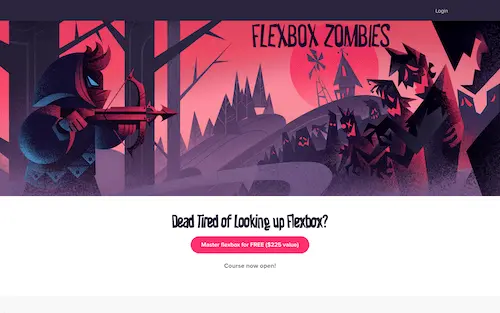 Login
FLEXBOX ZOMBIES
Dead Tired of Looking up Flexbox?
Master flexbox for FREE ($225 value)
Course now open!